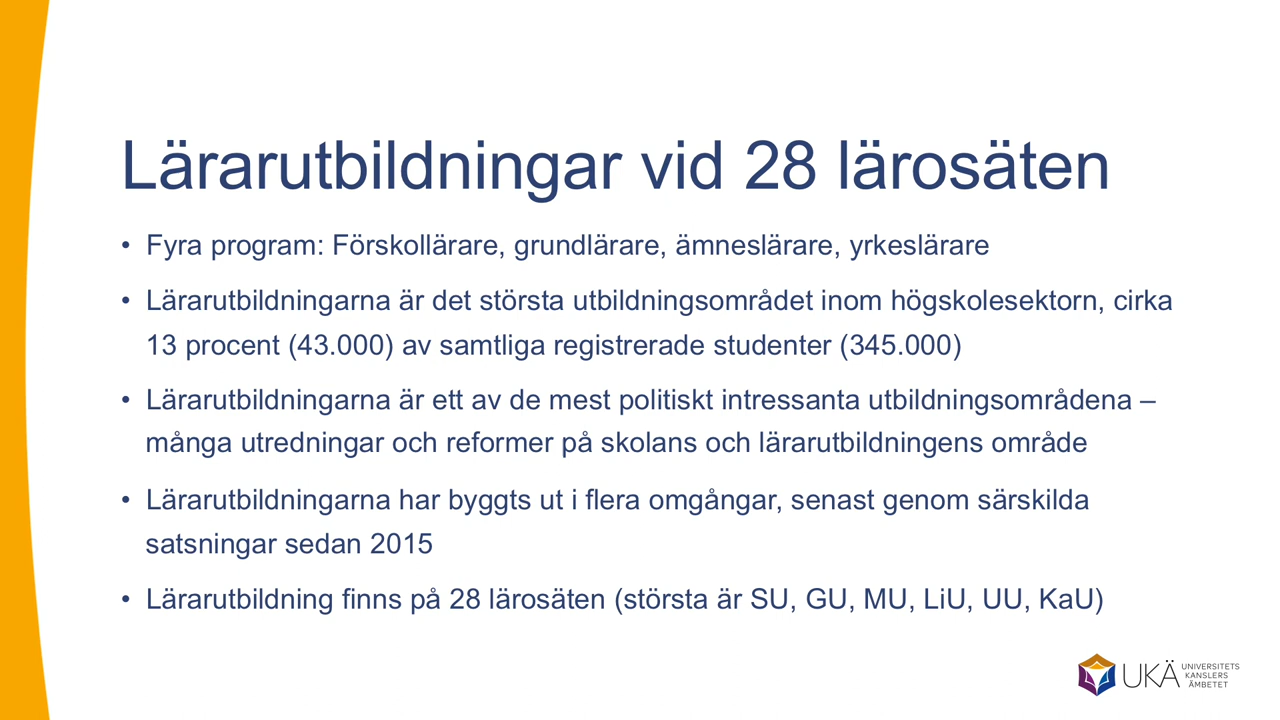 Lärarutbildningar vid 28 lärosäten
• Fyra program: Förskollärare, grundlärare, ämneslärare, yrkeslärare
• Lärarutbildningarna är det största utbildningsområdet inom högskolesektorn, cirka
13 procent (43.000) av samtliga registrerade studenter (345.000)
• Lärarutbildningarna är ett av de mest politiskt intressanta utbildningsområdena –
många utredningar och reformer på skolans och lärarutbildningens område
• Lärarutbildningarna har byggts ut i flera omgångar, senast genom särskilda
satsningar sedan 2015
• Lärarutbildning finns på 28 lärosäten (största är SU, GU, MU, LiU, UU, KaU)
UKÄ
UNIVERSITETS
KANSLERS
ÄMBETET